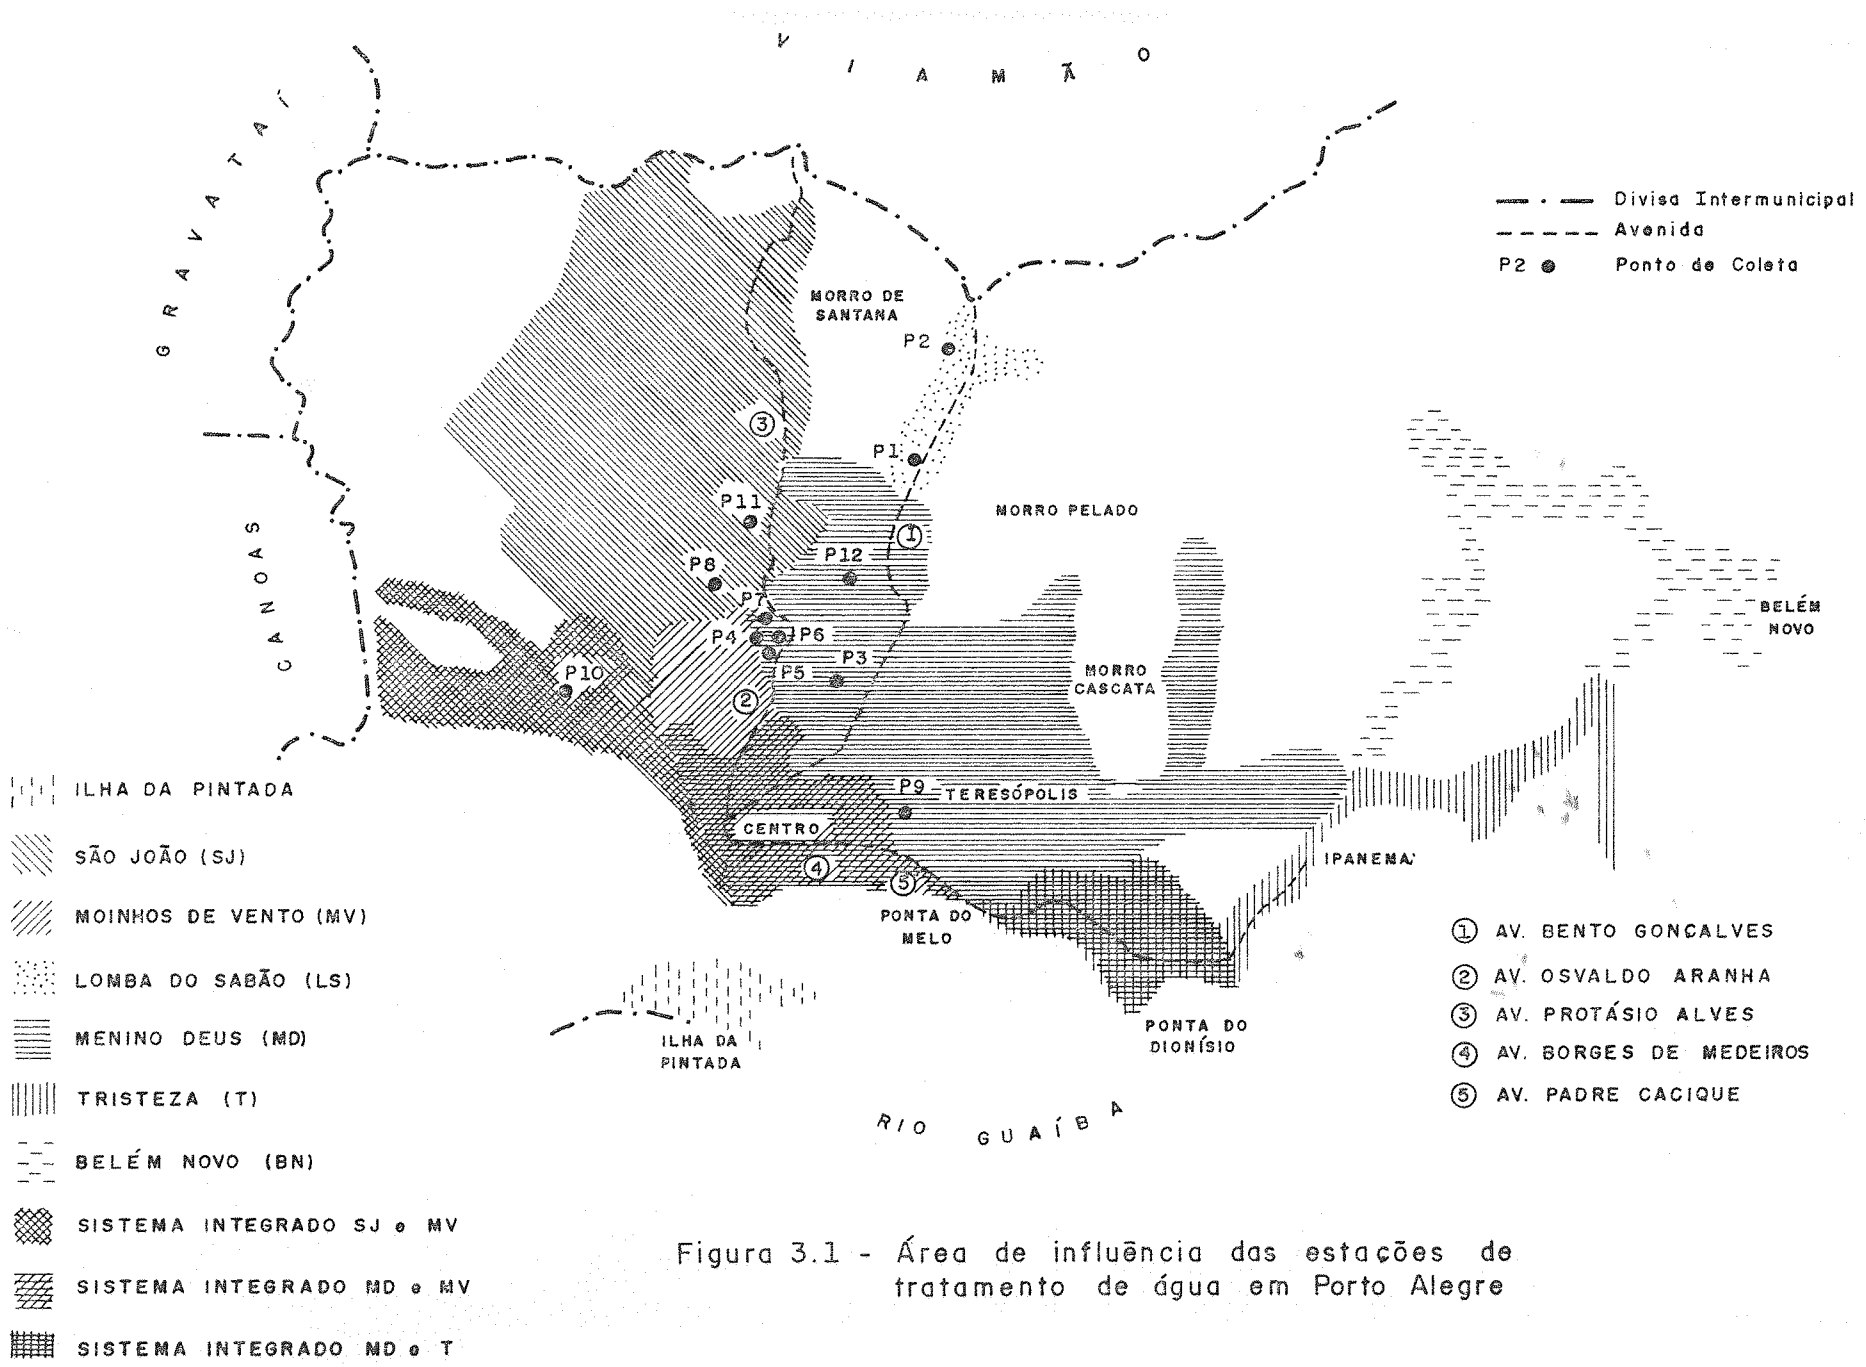 VIAMÃO
GRAVATAÍ
CANOAS
Divisa Intermunicipal
Avenida
P2 Ponto de Coleta
MORRO DE
SANTANA
P2
3
P1
P11
MORRO PELADO
1
P12
P8
P7
P4
P6
P3
P5
P10
2
MORRO
CASCATA
BELÉM
NOVO
P9
TERESÓPOLIS
CENTRO
4
5
IPANEMA
PONTA DO
MELO
PONTA DO
DIONÍSIO
ILHA DA
PINTADA
RIO GUAÍBA
ILHA DA PINTADA
SÃO JOÃO (SJ)
MOINHOS DE VENTO (MV)
LOMBA DO SABÃO (LS)
MENINO DEUS (MD)
TRISTEZA (T)
BELÉM NOVO (BN)
SISTEMA INTEGRADO SJ e MV
SISTEMA INTEGRADO MD e MV
SISTEMA INTEGRADO MD e T
1 AV. BENTO GONÇALVES
2 AV. OSVALDO ARANHA
3 AV. PROTÁSIO ALVES
4 AV. BORGES DE MEDEIROS
5 AV. PADRE CACIQUE
Figura 3.1 - Área de influência das estações de
tratamento de água em Porto Alegre